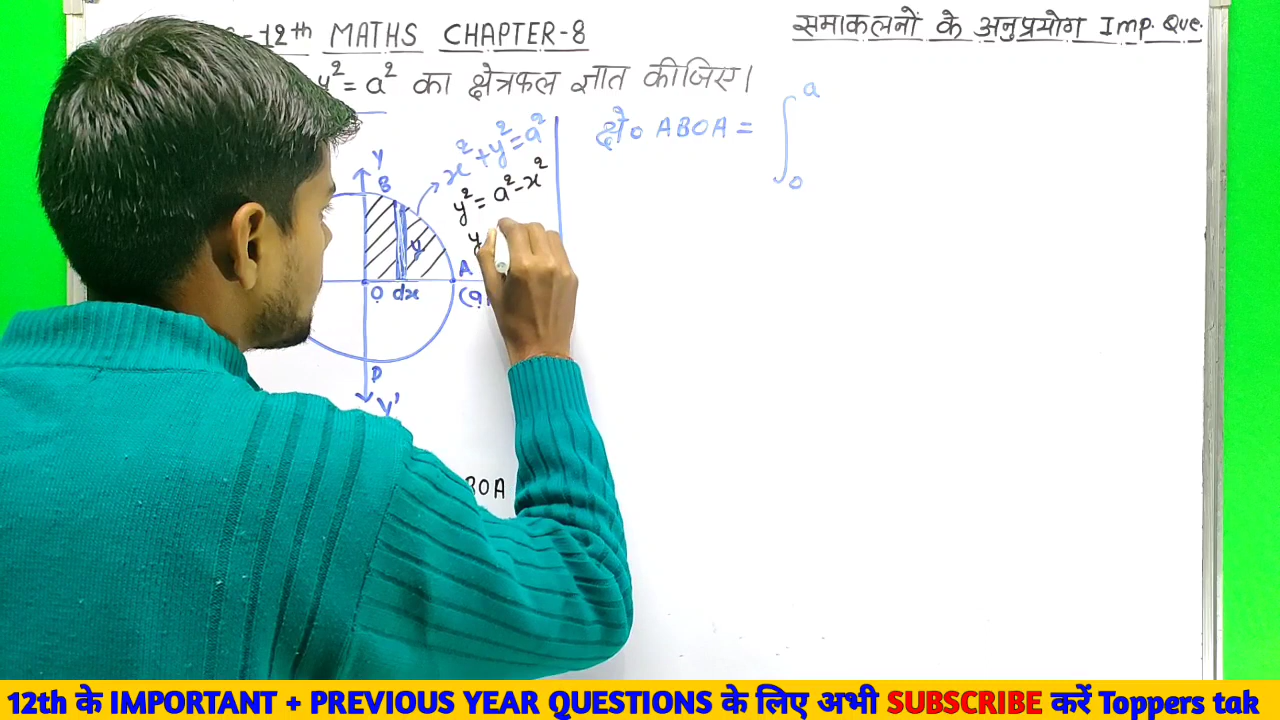 -12th MATHS CHAPTER-8
समाकलनों के अनुप्रयोग Imp. Que.
y² = a² का क्षेत्रफल ज्ञात कीजिए।
x² + y² = a²
y² = a² - x²
y
Y
B
y
A
O
dx
(a,
D
Y'
BOA
क्षे० ABOA = ∫₀ᵃ
12th के IMPORTANT + PREVIOUS YEAR QUESTIONS के लिए अभी SUBSCRIBE करें Toppers tak